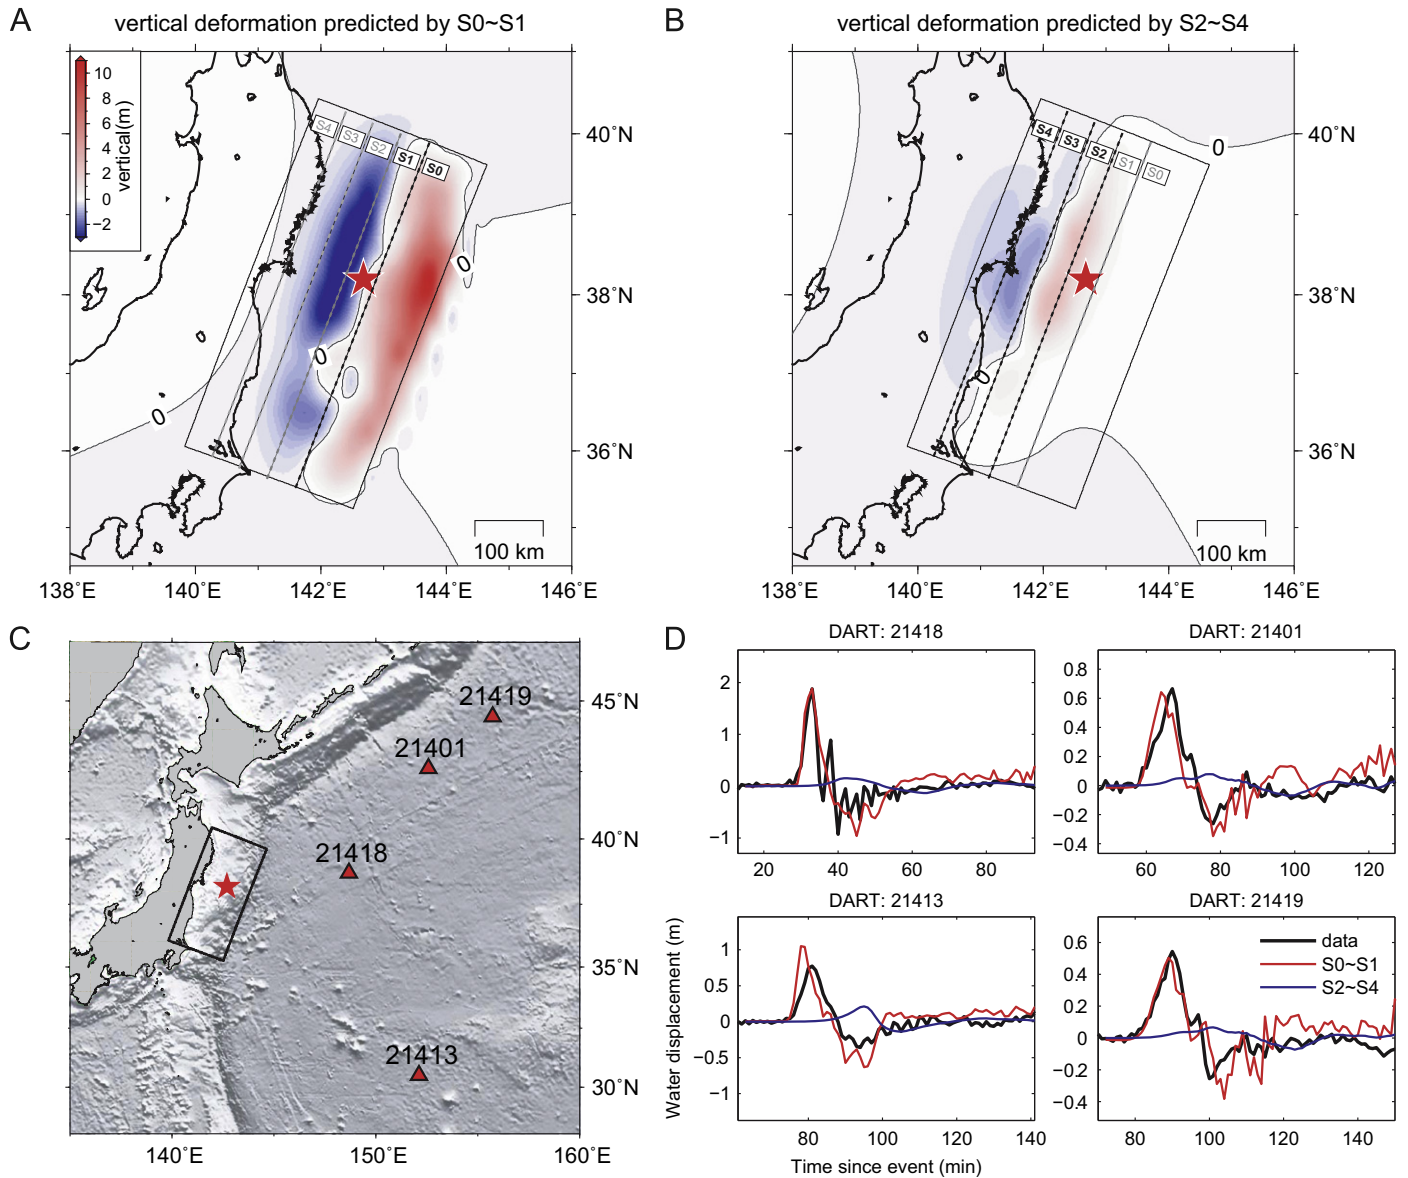 A
vertical deformation predicted by S0~S1
10
8
6
4
2
0
−2
vertical(m)
S4 S3 S2 S1 S0
0
0
0
40˚N
38˚N
36˚N
100 km
138˚E 140˚E 142˚E 144˚E 146˚E
B
vertical deformation predicted by S2~S4
S4 S3 S2 S1 S0
0
0
40˚N
38˚N
36˚N
100 km
138˚E 140˚E 142˚E 144˚E 146˚E
C
21419
21401
21418
21413
45˚N
40˚N
35˚N
30˚N
140˚E 150˚E 160˚E
D
DART: 21418
2
1
0
−1
20 40 60 80
DART: 21401
0.8
0.6
0.4
0.2
0
−0.2
−0.4
60 80 100 120
DART: 21413
1
0.5
0
−0.5
−1
80 100 120 140
Water displacement (m)
Time since event (min)
DART: 21419
0.6
0.4
0.2
0
−0.2
−0.4
80 100 120 140
data
S0~S1
S2~S4